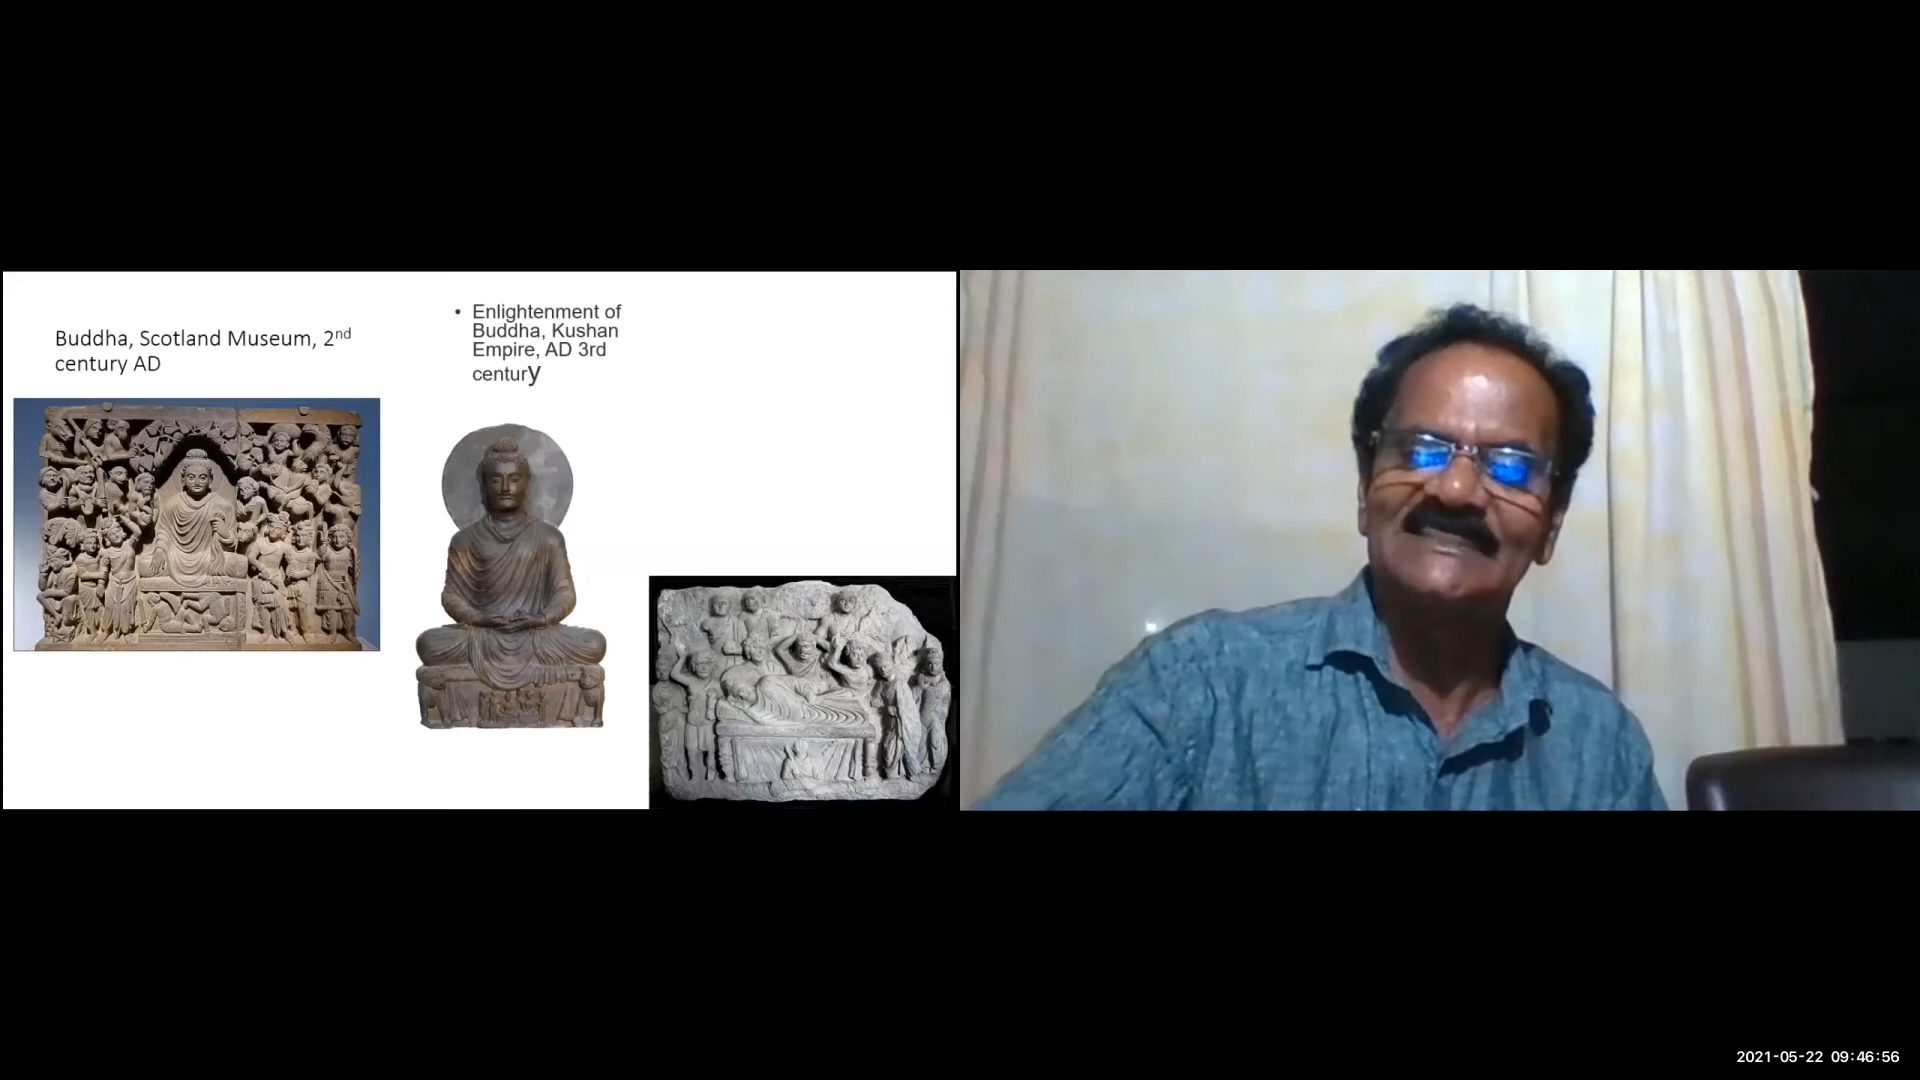 Buddha, Scotland Museum, 2nd
century AD
• Enlightenment of
Buddha, Kushan
Empire, AD 3rd
century
2021-05-22 09:46:56